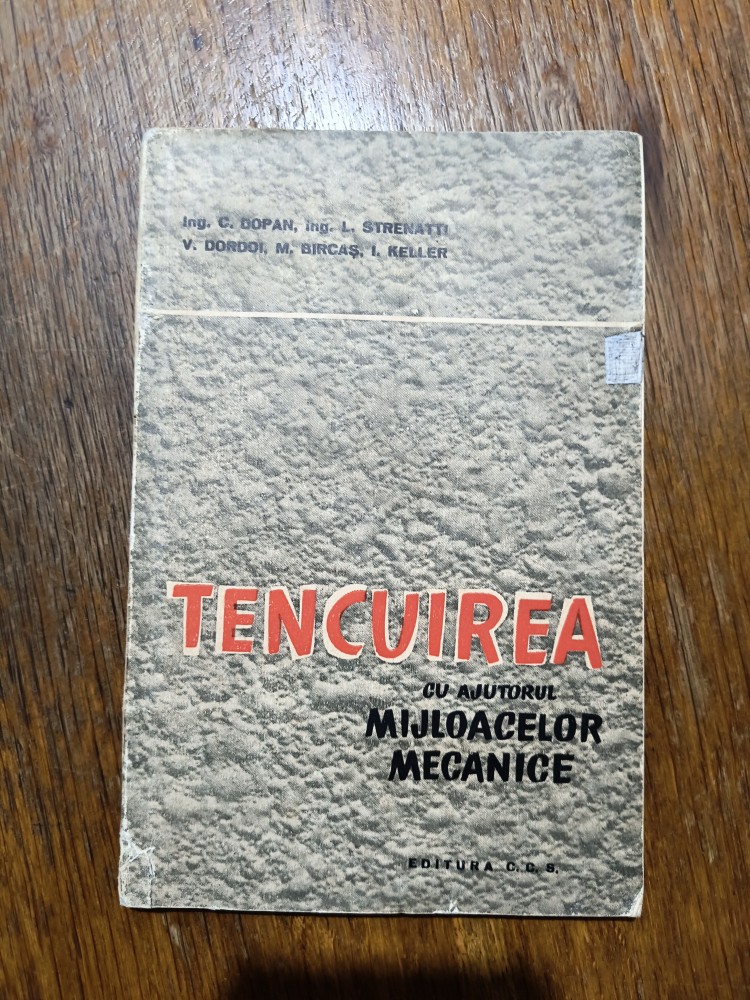 Ing. C. DOPAN, Ing. L. STRENATTI
V. DORDOI, M. BIRCAȘ, I. KELLER
TENCUIREA
CU AJUTORUL
MIJLOACELOR
MECANICE
EDITURA C. C. S.